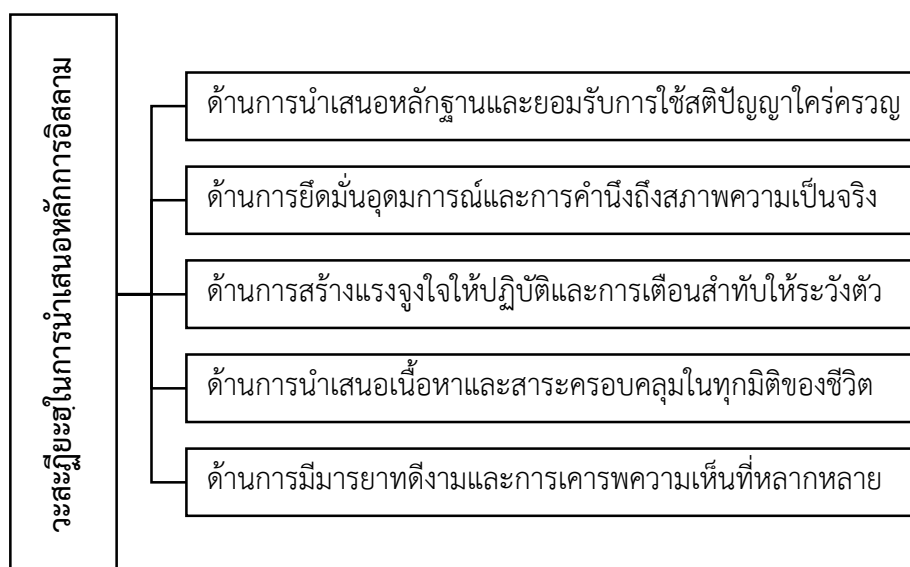 วะสะฏียะฮฺในการนำเสนอหลักการอิสลาม
ด้านการนำเสนอหลักฐานและยอมรับการใช้สติปัญญาใคร่ครวญ
ด้านการยึดมั่นอุดมการณ์และการคำนึงถึงสภาพความเป็นจริง
ด้านการสร้างแรงจูงใจให้ปฏิบัติและการเตือนสำทับให้ระวังตัว
ด้านการนำเสนอเนื้อหาและสาระครอบคลุมในทุกมิติของชีวิต
ด้านการมีมารยาทดีงามและการเคารพความเห็นที่หลากหลาย